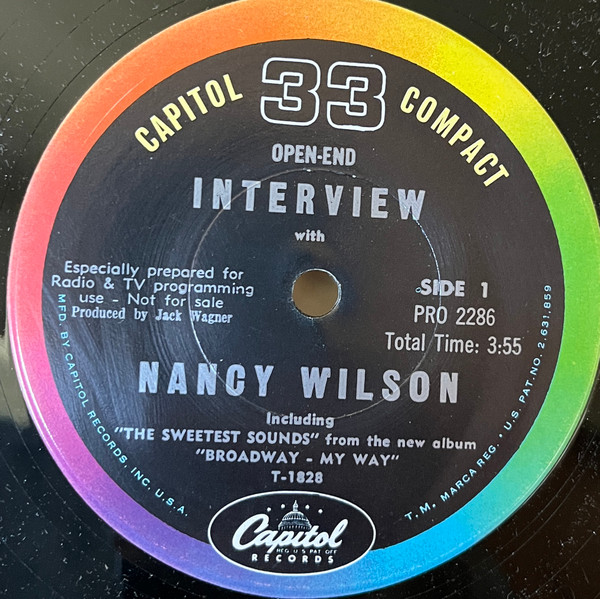 CAPITOL 33 COMPACT
OPEN-END
INTERVIEW
with
Especially prepared for
Radio & TV programming
use - Not for sale
Produced by Jack Wagner
SIDE 1
PRO 2286
Total Time: 3:55
NANCY WILSON
Including
"THE SWEETEST SOUNDS" from the new album
"BROADWAY - MY WAY"
T-1828
MFD. BY CAPITOL RECORDS INC. U.S.A.
T.M. MARCA REG. • U.S. PAT. NO. 2,631,859
Capitol
REG. U.S. PAT. OFF.
RECORDS